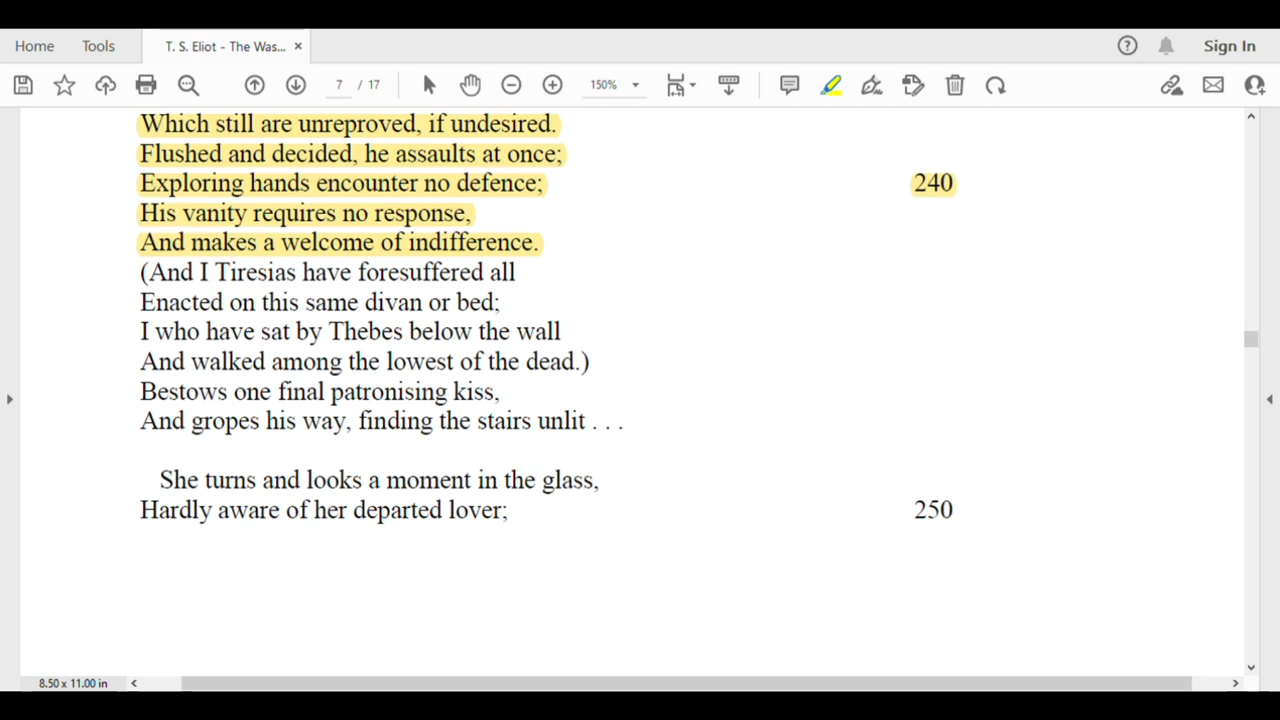 Home Tools T. S. Eliot - The Was... × Sign In
7 / 17 150%
Which still are unreproved, if undesired.
Flushed and decided, he assaults at once;
Exploring hands encounter no defence; 240
His vanity requires no response,
And makes a welcome of indifference.
(And I Tiresias have foresuffered all
Enacted on this same divan or bed;
I who have sat by Thebes below the wall
And walked among the lowest of the dead.)
Bestows one final patronising kiss,
And gropes his way, finding the stairs unlit . . .
She turns and looks a moment in the glass,
Hardly aware of her departed lover; 250
8.50 x 11.00 in